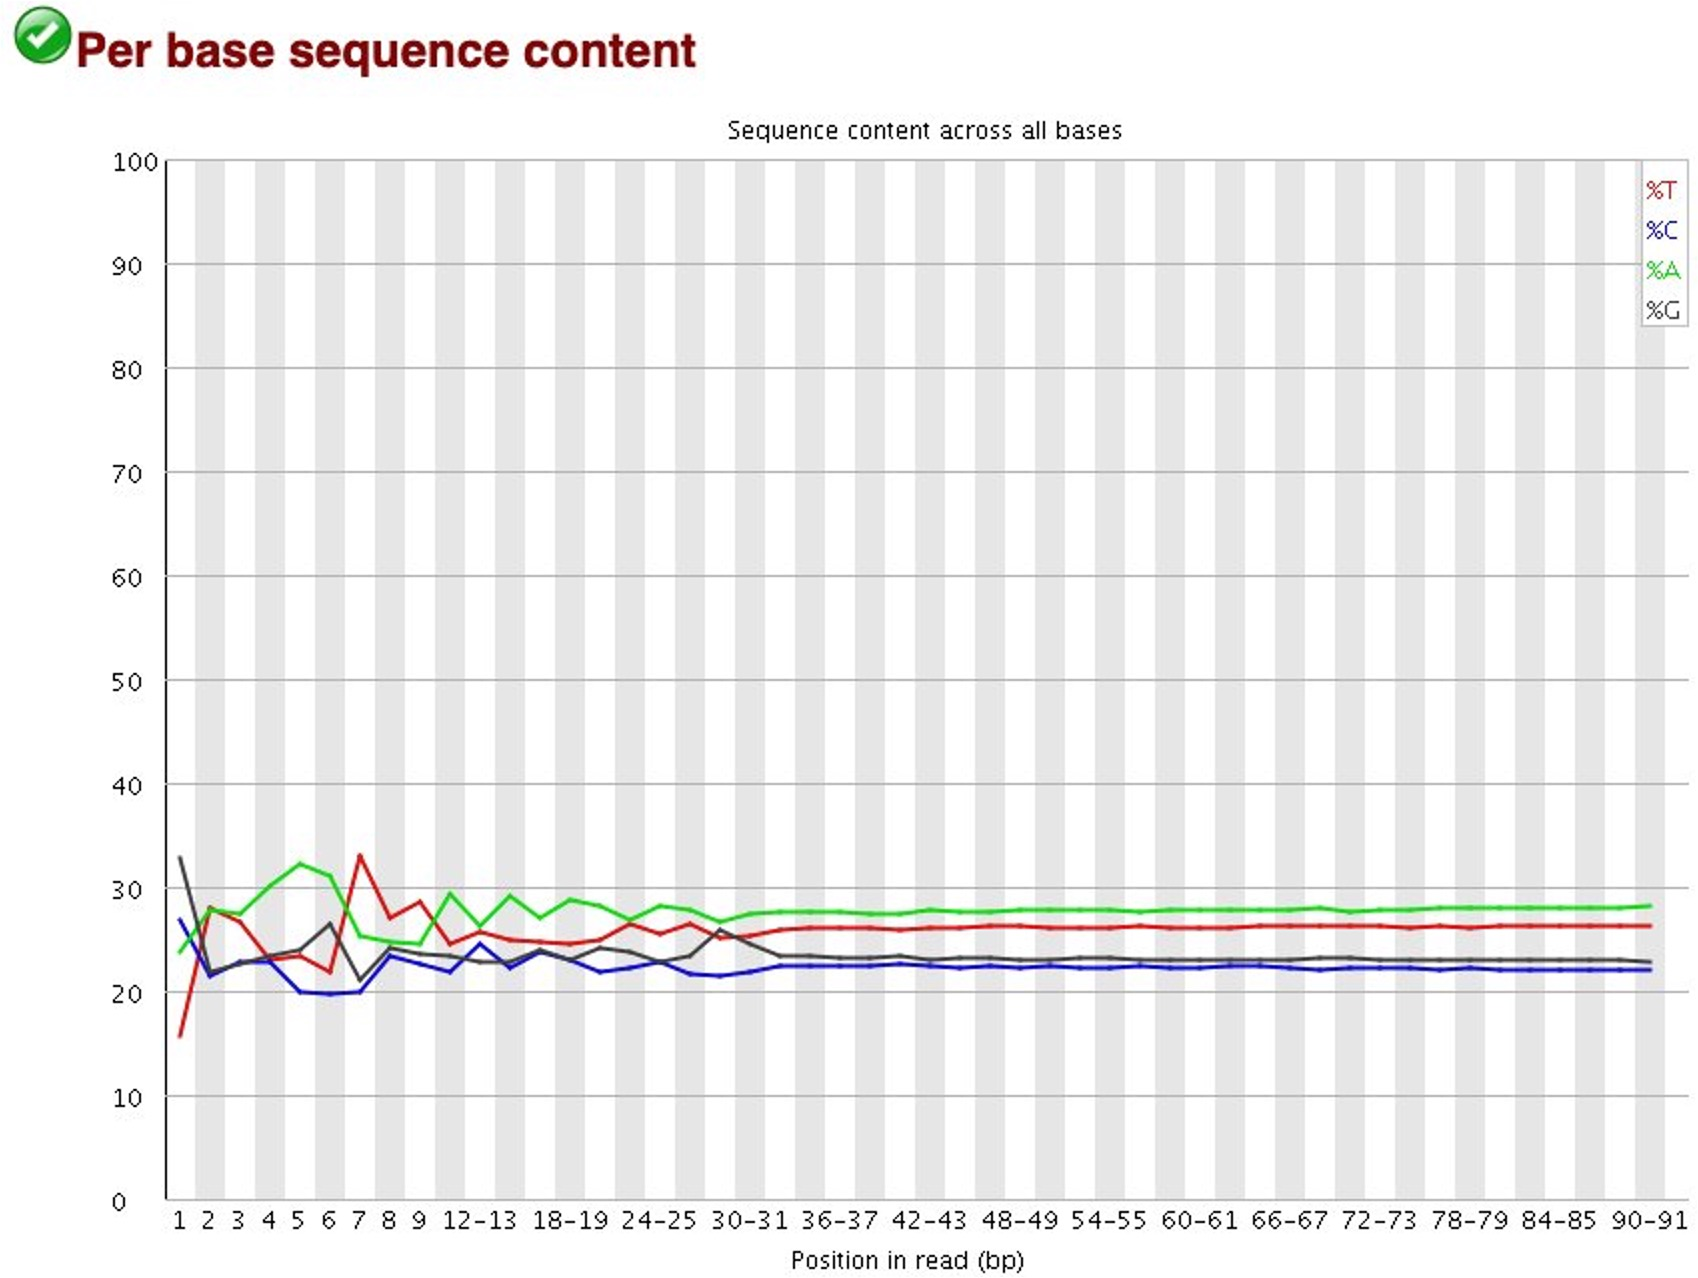 Per base sequence content
Sequence content across all bases
100
90
80
70
60
50
40
30
20
10
0
%T
%C
%A
%G
1 2 3 4 5 6 7 8 9 12-13 18-19 24-25 30-31 36-37 42-43 48-49 54-55 60-61 66-67 72-73 78-79 84-85 90-91
Position in read (bp)